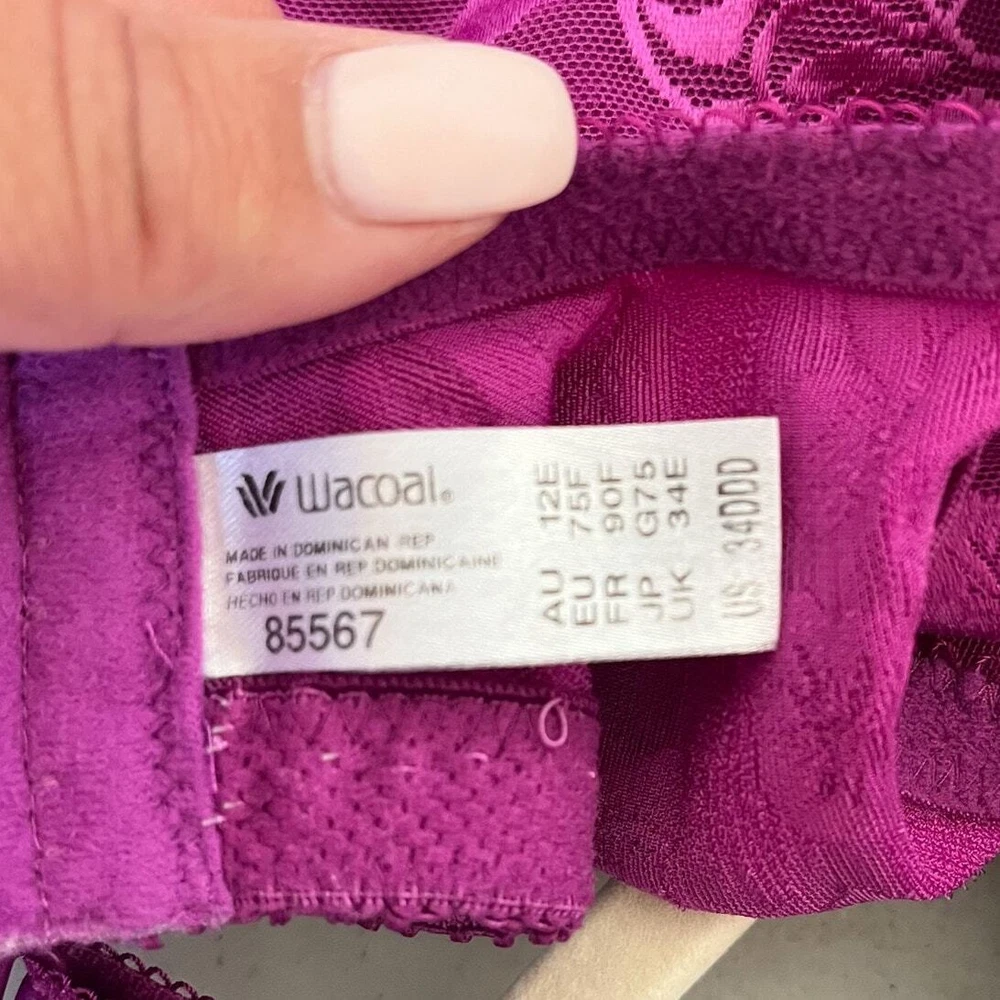 Wacoal®
MADE IN DOMINICAN REP
FABRIQUE EN REP DOMINICAINE
HECHO EN REP DOMINICANA
85567
AU 12E
EU 75F
FR 90F
JP G75
UK 34E
US 34DDD